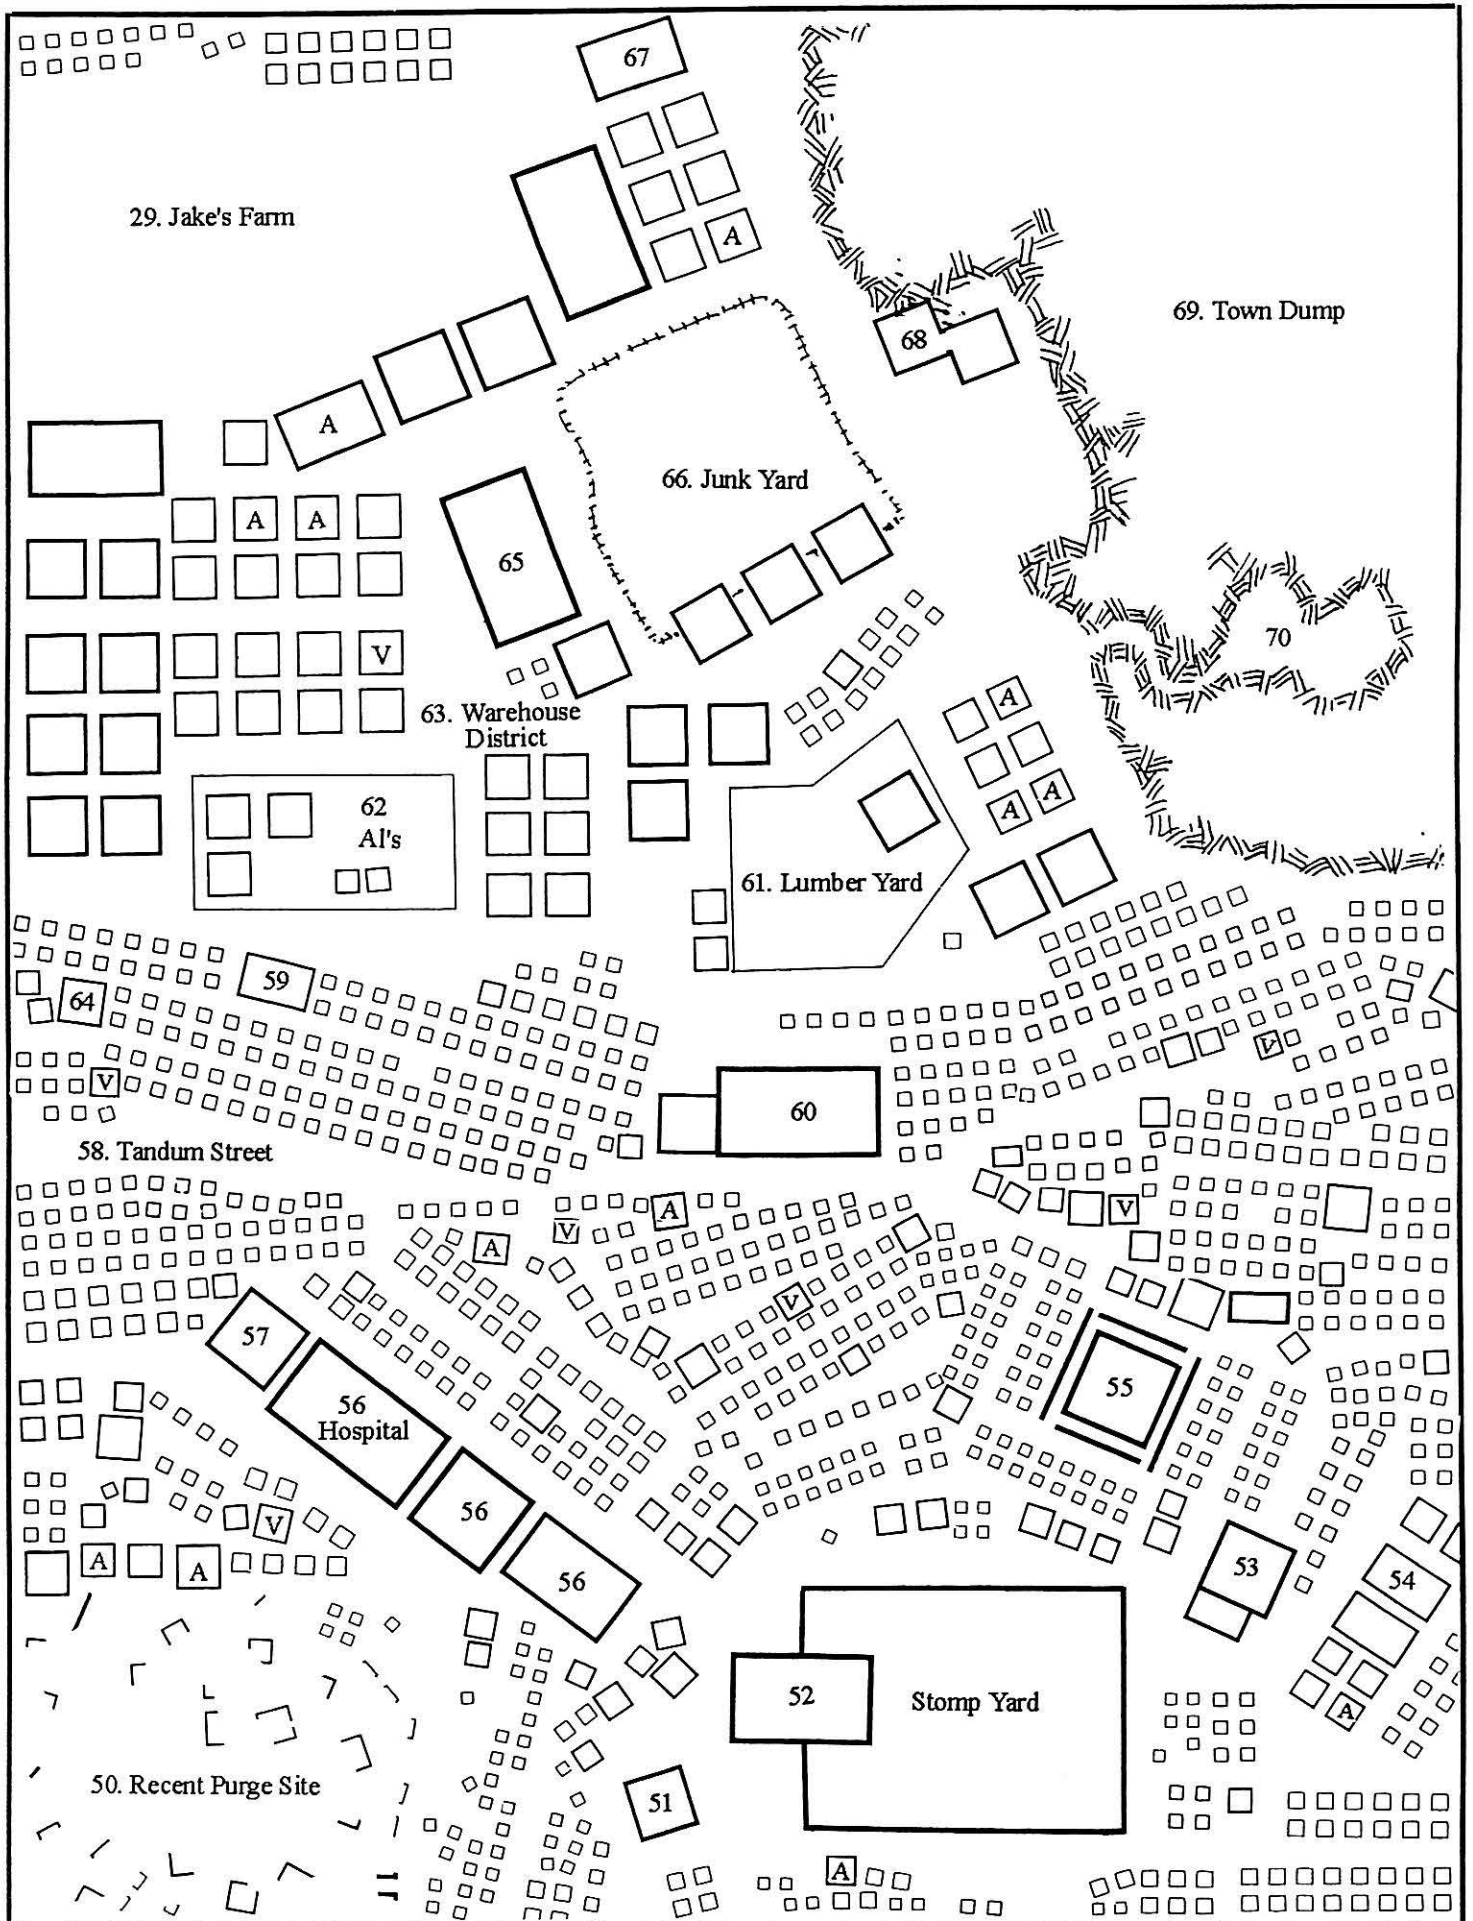 67
29. Jake's Farm
A
69. Town Dump
68
A
66. Junk Yard
A
A
65
70
V
A
63. Warehouse
District
62
Al's
A
A
61. Lumber Yard
59
64
V
V
60
58. Tandum Street
A
V
V
A
V
57
55
56
Hospital
56
V
A
A
53
54
56
52
Stomp Yard
A
50. Recent Purge Site
51
A